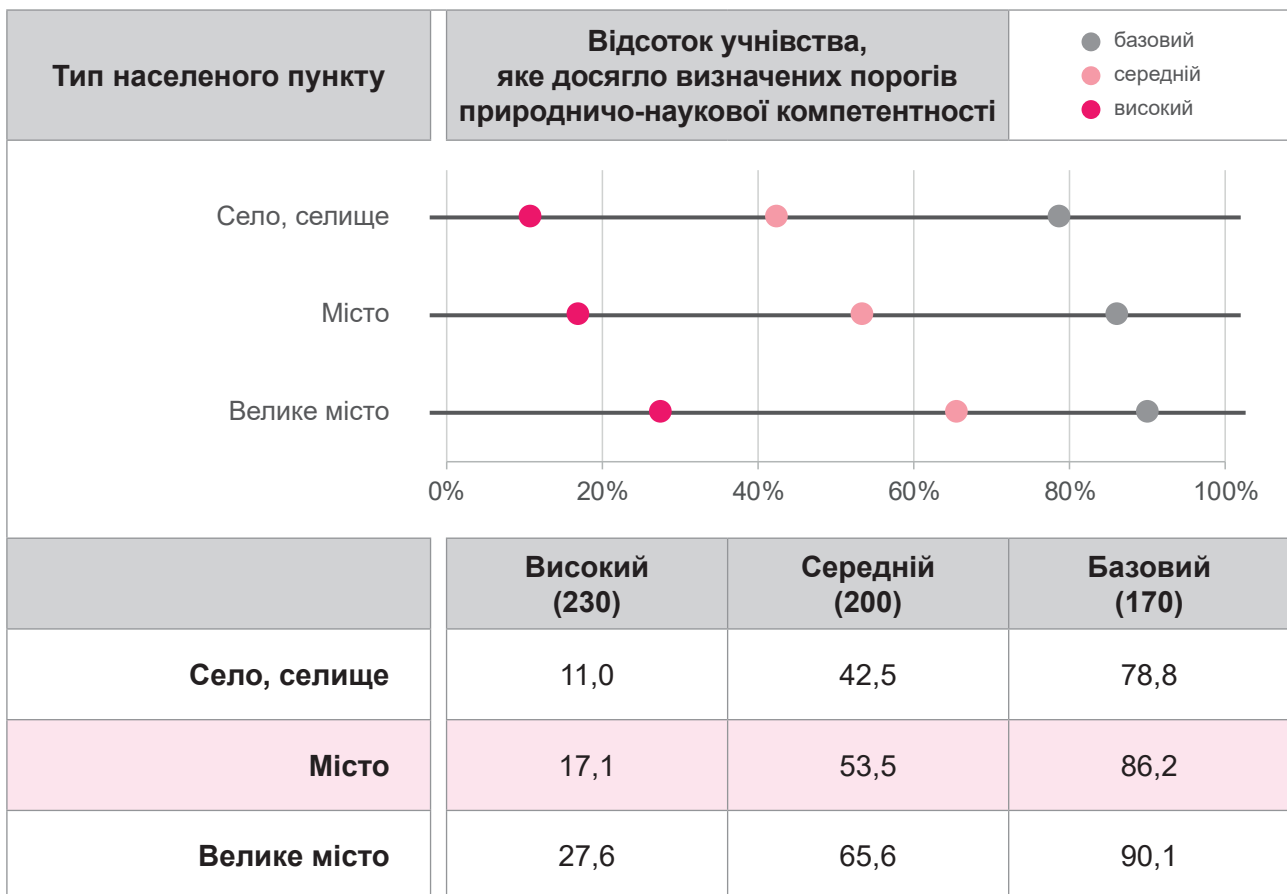 Тип населеного пункту
Відсоток учнівства,
яке досягло визначених порогів
природничо-наукової компетентності
базовий
середній
високий
Село, селище
Місто
Велике місто
0% 20% 40% 60% 80% 100%
Високий (230) Середній (200) Базовий (170)
Село, селище 11,0 42,5 78,8
Місто 17,1 53,5 86,2
Велике місто 27,6 65,6 90,1